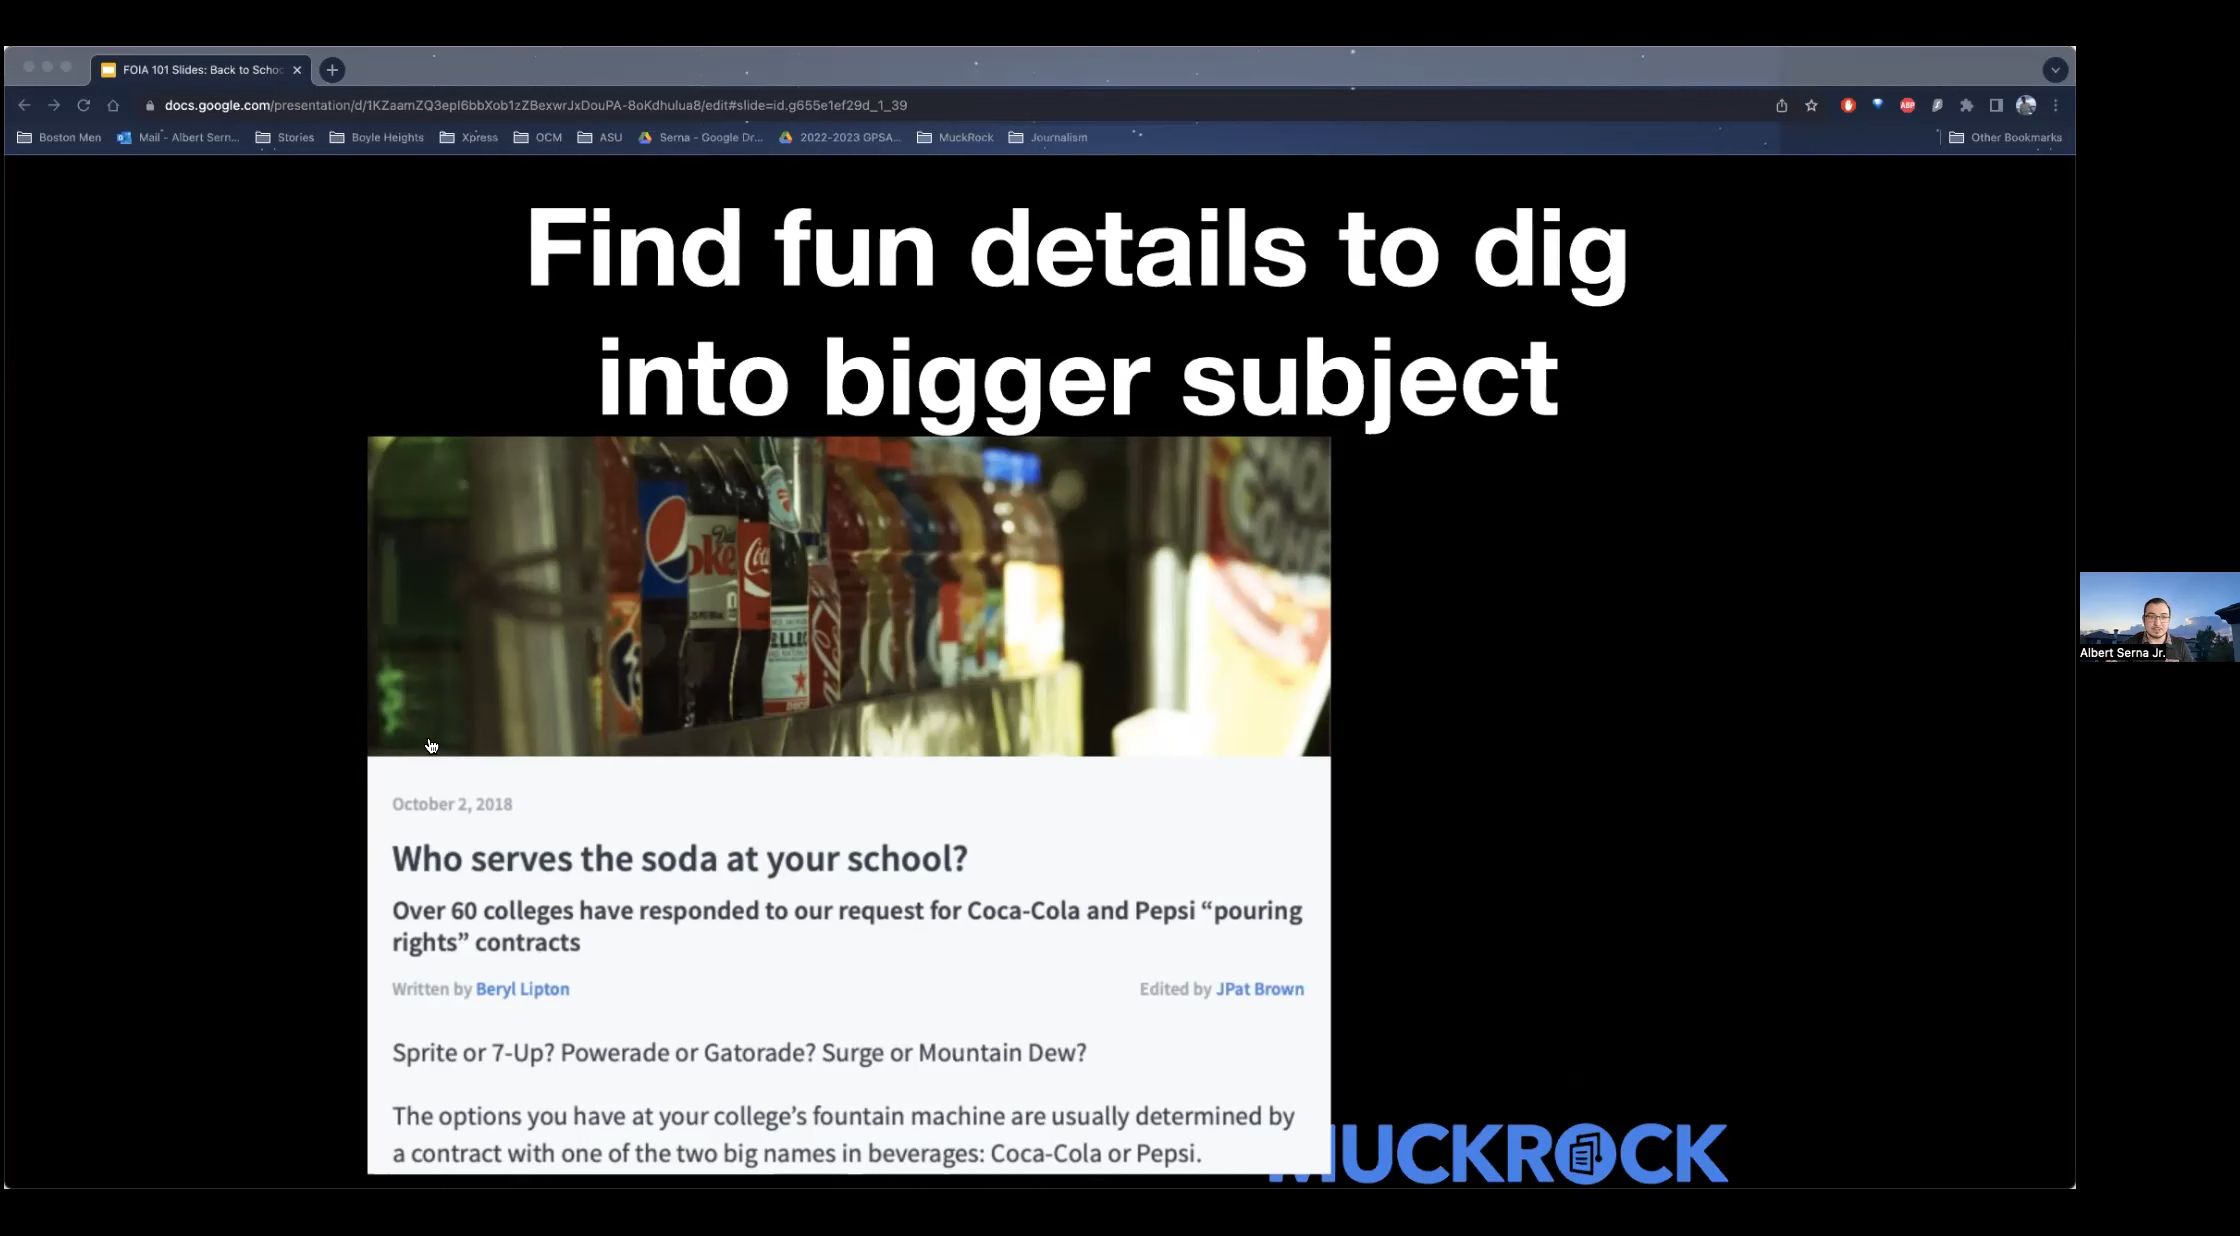 FOIA 101 Slides: Back to Schoo
docs.google.com/presentation/d/1KZaamZQ3epI6bbXob1zZBexwrJxDouPA-8oKdhulua8/edit#slide=id.g655e1ef29d_1_39
ABP
Boston Men Mail - Albert Sern... Stories Boyle Heights Xpress OCM ASU Serna - Google Dr... 2022-2023 GPSA... MuckRock Journalism Other Bookmarks
Find fun details to dig
into bigger subject
Diet
oke
Coca
October 2, 2018
Who serves the soda at your school?
Over 60 colleges have responded to our request for Coca-Cola and Pepsi “pouring
rights” contracts
Written by Beryl Lipton Edited by JPat Brown
Sprite or 7-Up? Powerade or Gatorade? Surge or Mountain Dew?
The options you have at your college’s fountain machine are usually determined by
a contract with one of the two big names in beverages: Coca-Cola or Pepsi.
MUCKROCK
Albert Serna Jr.